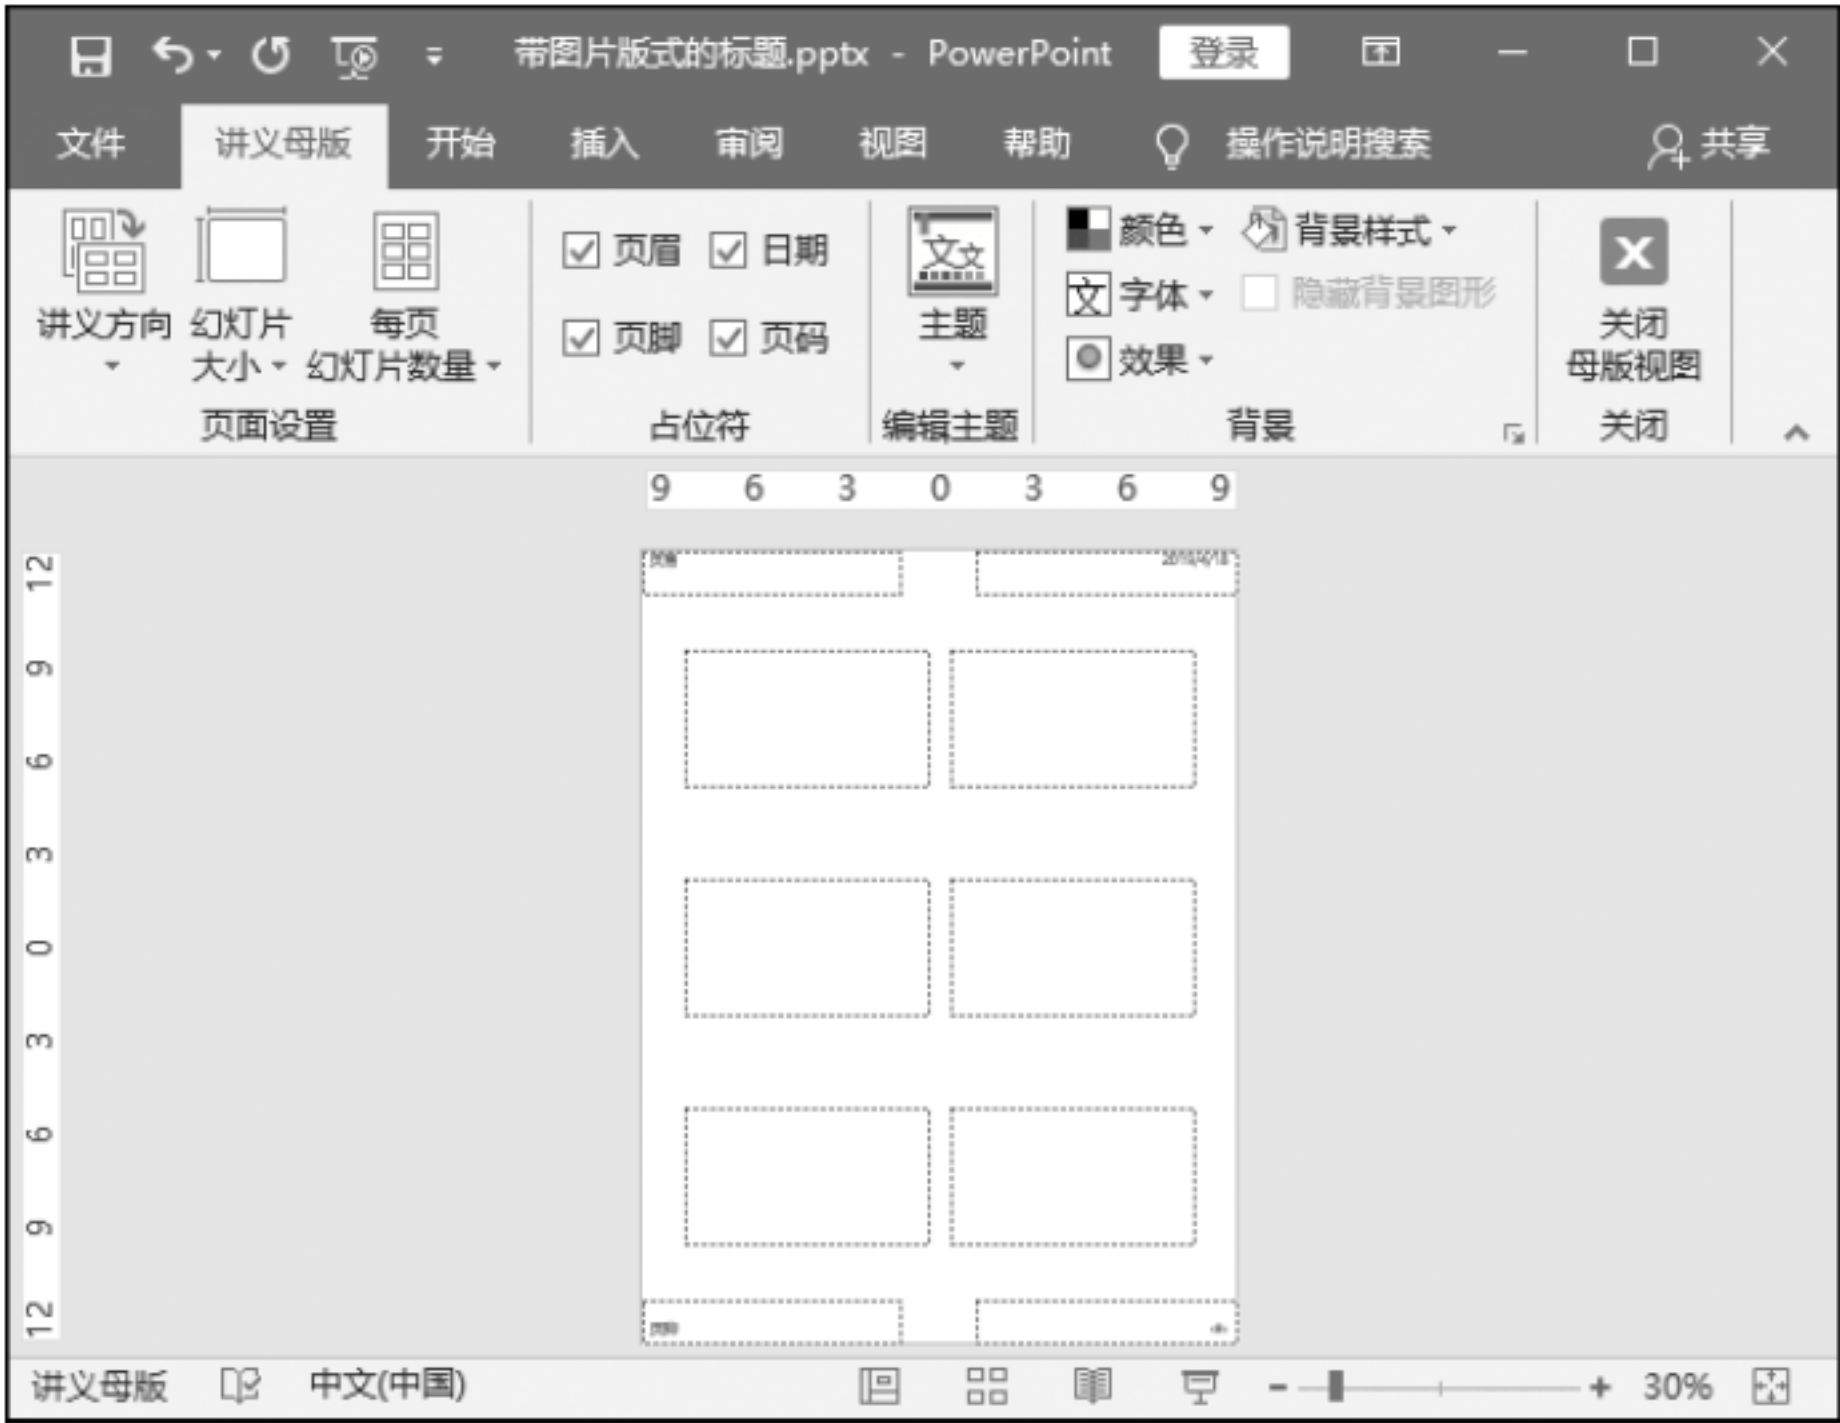 带图片版式的标题.pptx - PowerPoint 登录
文件 讲义母版 开始 插入 审阅 视图 帮助 操作说明搜索 共享
讲义方向
幻灯片
大小
每页
幻灯片数量
页面设置
页眉 日期
页脚 页码
占位符
主题
编辑主题
颜色 背景样式
字体 隐藏背景图形
效果
背景
关闭
母版视图
关闭
9 6 3 0 3 6 9
12
9
6
3
0
3
6
9
12
页眉
页脚
讲义母版 中文(中国) 30%